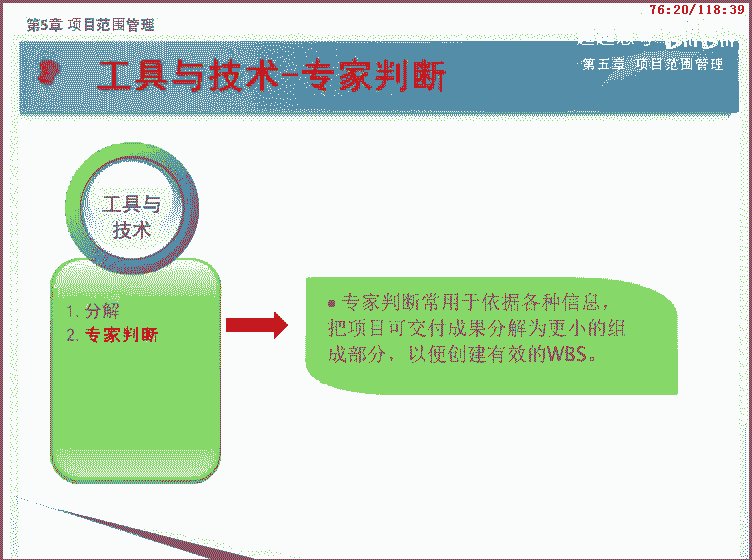 76:20/118:39
第5章 项目范围管理
工具与技术-专家判断
第五章 项目范围管理
工具与
技术
1. 分解
2. 专家判断
▪ 专家判断常用于依据各种信息，
把项目可交付成果分解为更小的组
成部分，以便创建有效的WBS。